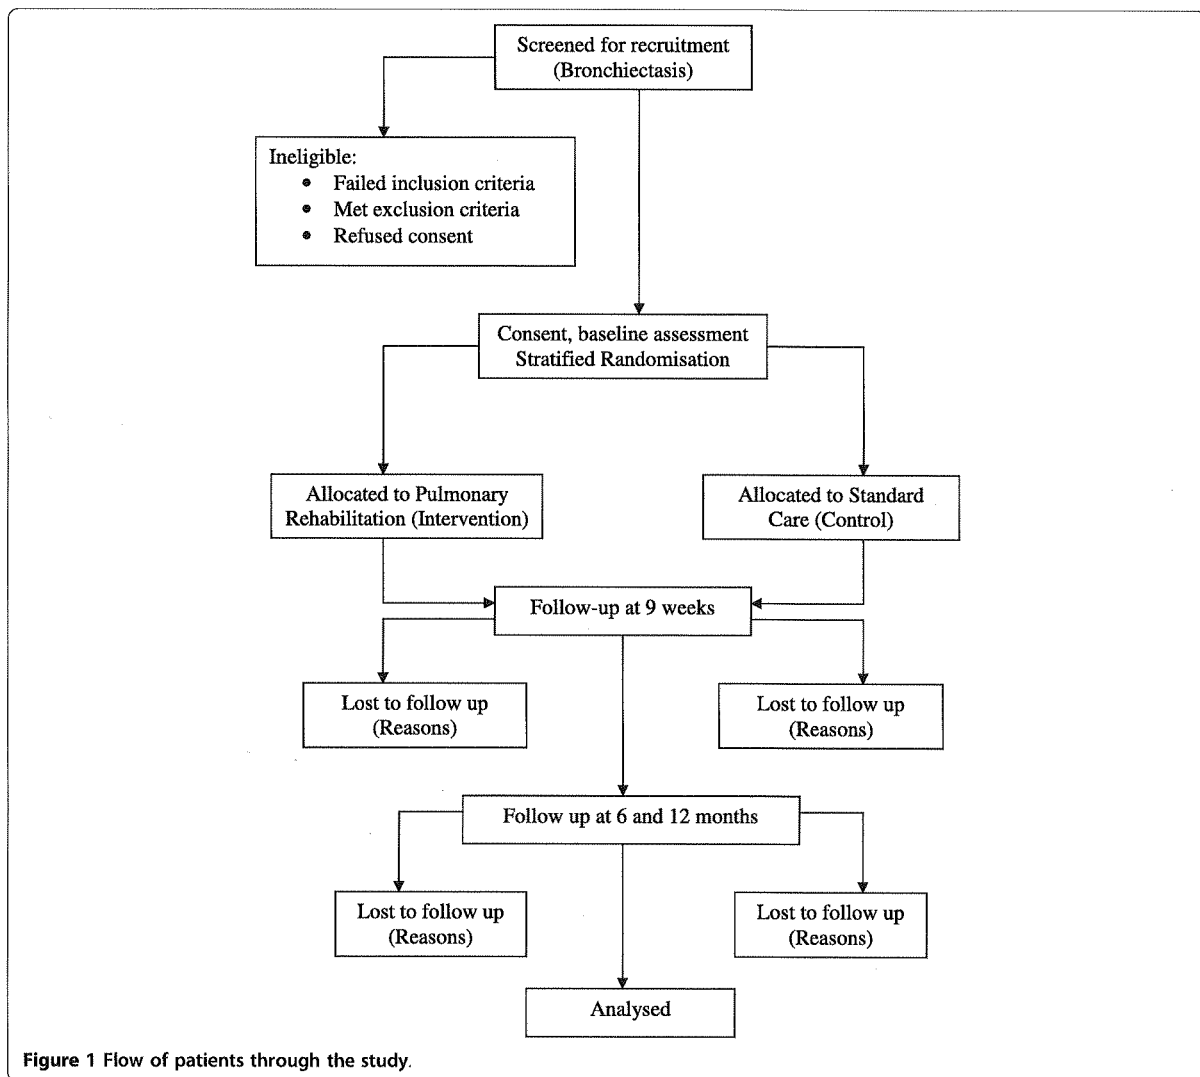 Screened for recruitment
(Bronchiectasis)
Ineligible:
• Failed inclusion criteria
• Met exclusion criteria
• Refused consent
Consent, baseline assessment
Stratified Randomisation
Allocated to Pulmonary
Rehabilitation (Intervention)
Allocated to Standard
Care (Control)
Follow-up at 9 weeks
Lost to follow up
(Reasons)
Lost to follow up
(Reasons)
Follow up at 6 and 12 months
Lost to follow up
(Reasons)
Lost to follow up
(Reasons)
Analysed
Figure 1 Flow of patients through the study.